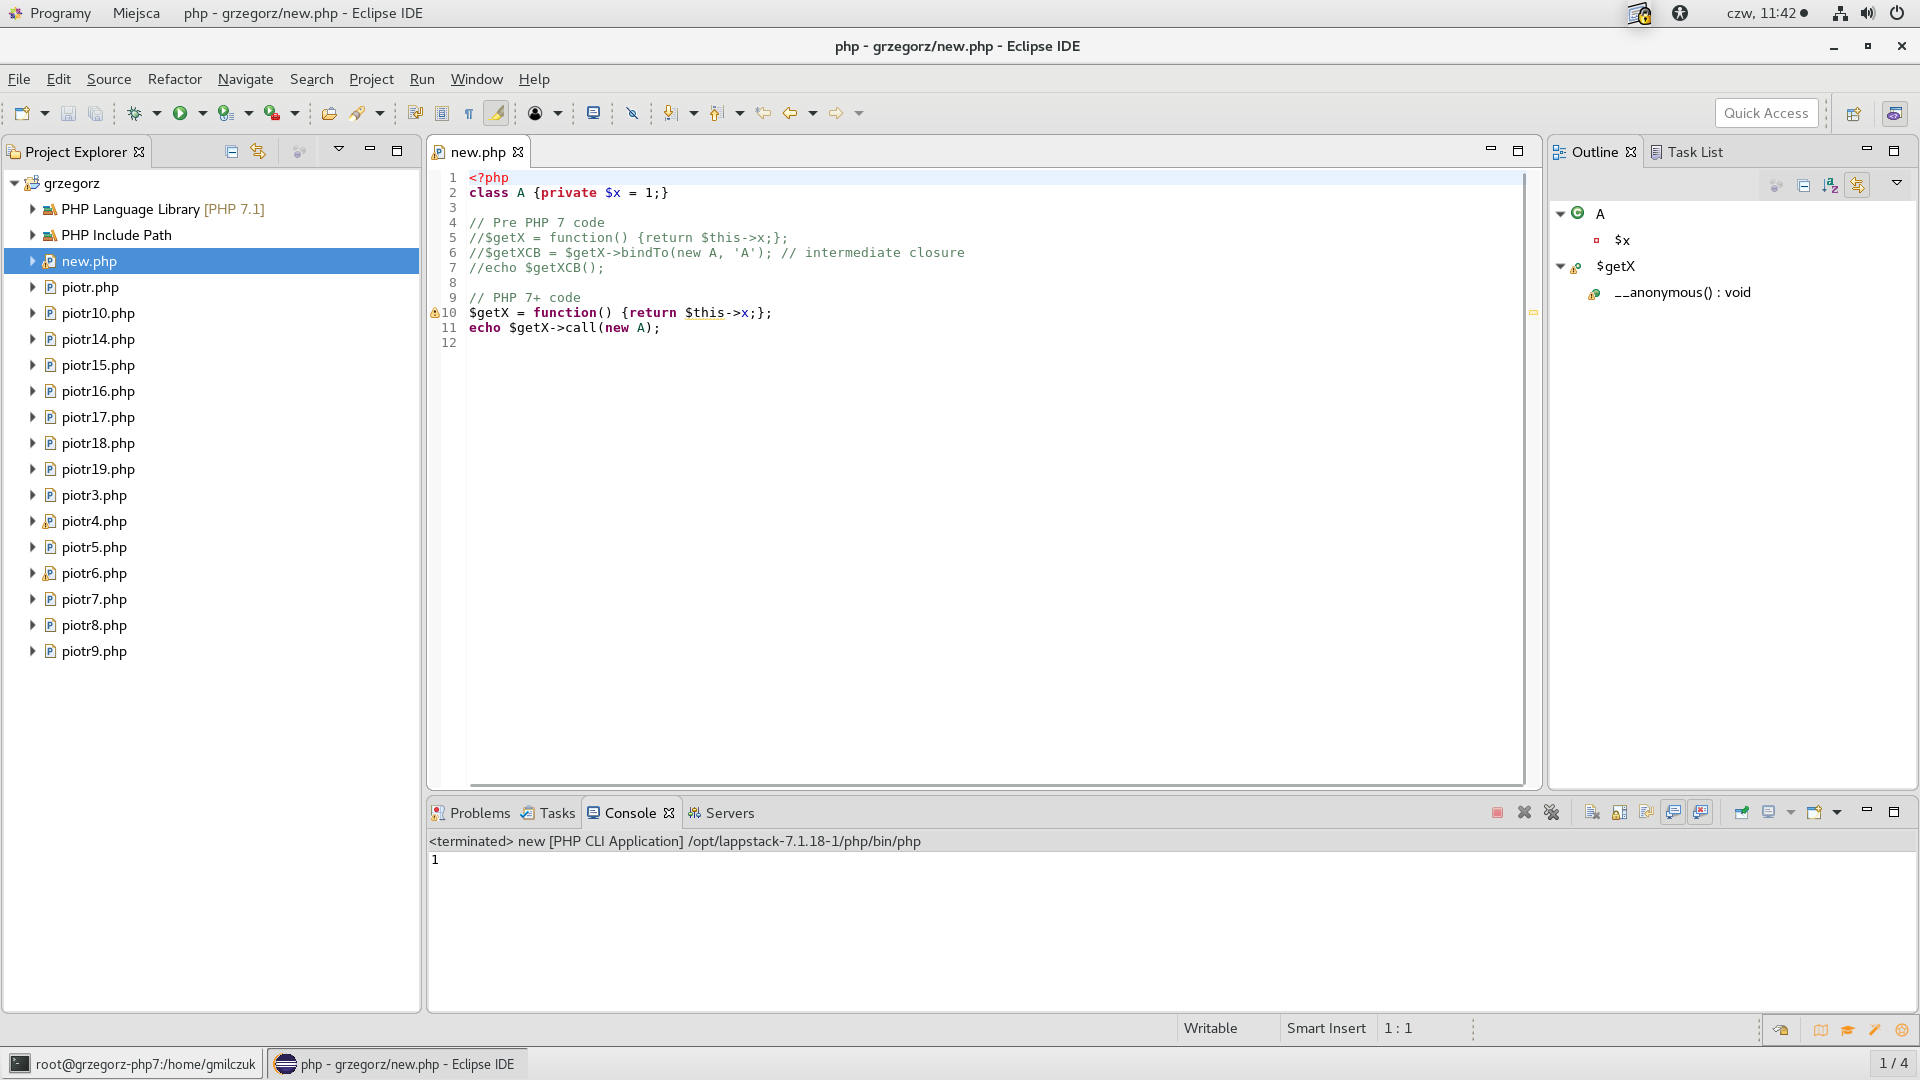 Programy Miejsca php - grzegorz/new.php - Eclipse IDE czw, 11:42
php - grzegorz/new.php - Eclipse IDE
File Edit Source Refactor Navigate Search Project Run Window Help
Quick Access
Project Explorer
grzegorz
PHP Language Library [PHP 7.1]
PHP Include Path
new.php
piotr.php
piotr10.php
piotr14.php
piotr15.php
piotr16.php
piotr17.php
piotr18.php
piotr19.php
piotr3.php
piotr4.php
piotr5.php
piotr6.php
piotr7.php
piotr8.php
piotr9.php
new.php
1 <?php
2 class A {private $x = 1;}
3
4 // Pre PHP 7 code
5 //$getX = function() {return $this->x;};
6 //$getXCB = $getX->bindTo(new A, 'A'); // intermediate closure
7 //echo $getXCB();
8
9 // PHP 7+ code
10 $getX = function() {return $this->x;};
11 echo $getX->call(new A);
12
Outline Task List
A
$x
$getX
__anonymous() : void
Problems Tasks Console Servers
<terminated> new [PHP CLI Application] /opt/lappstack-7.1.18-1/php/bin/php
1
Writable Smart Insert 1 : 1
root@grzegorz-php7:/home/gmilczuk php - grzegorz/new.php - Eclipse IDE 1 / 4